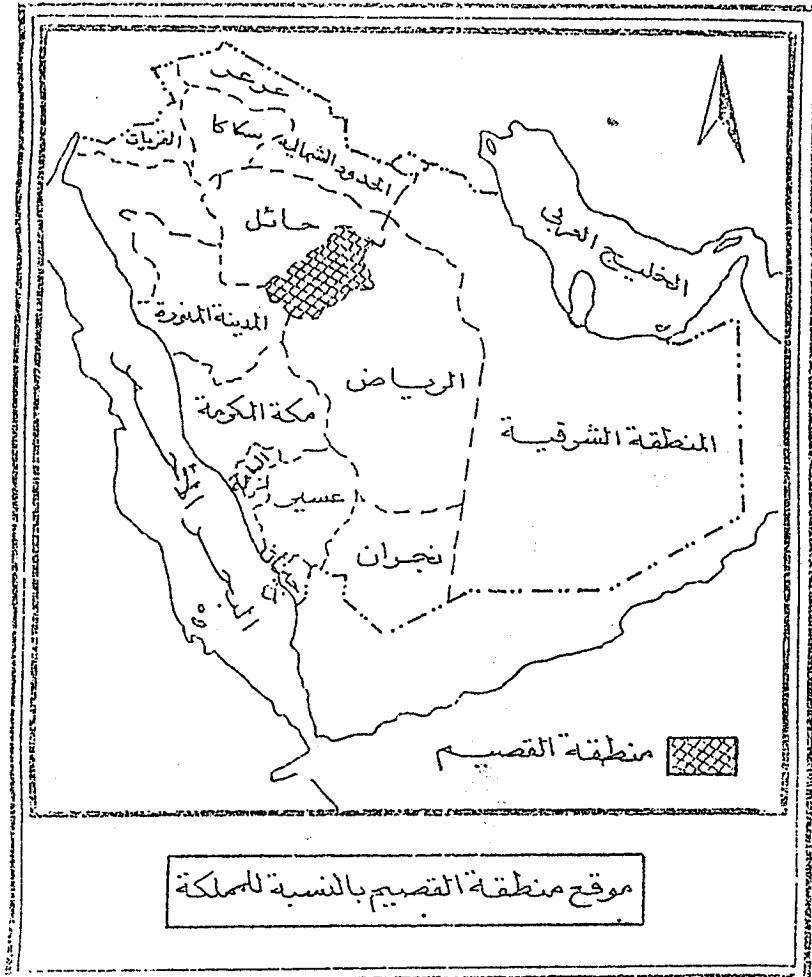 عرعر
القريات
سكاكا
الحدود الشمالية
حائل
الخليج العربي
المدينة المنورة
الرياض
مكة المكرمة
المنطقة الشرقية
عسير
نجران
البحر
منطقة القصيم
موقع منطقة القصيم بالنسبة للمملكة